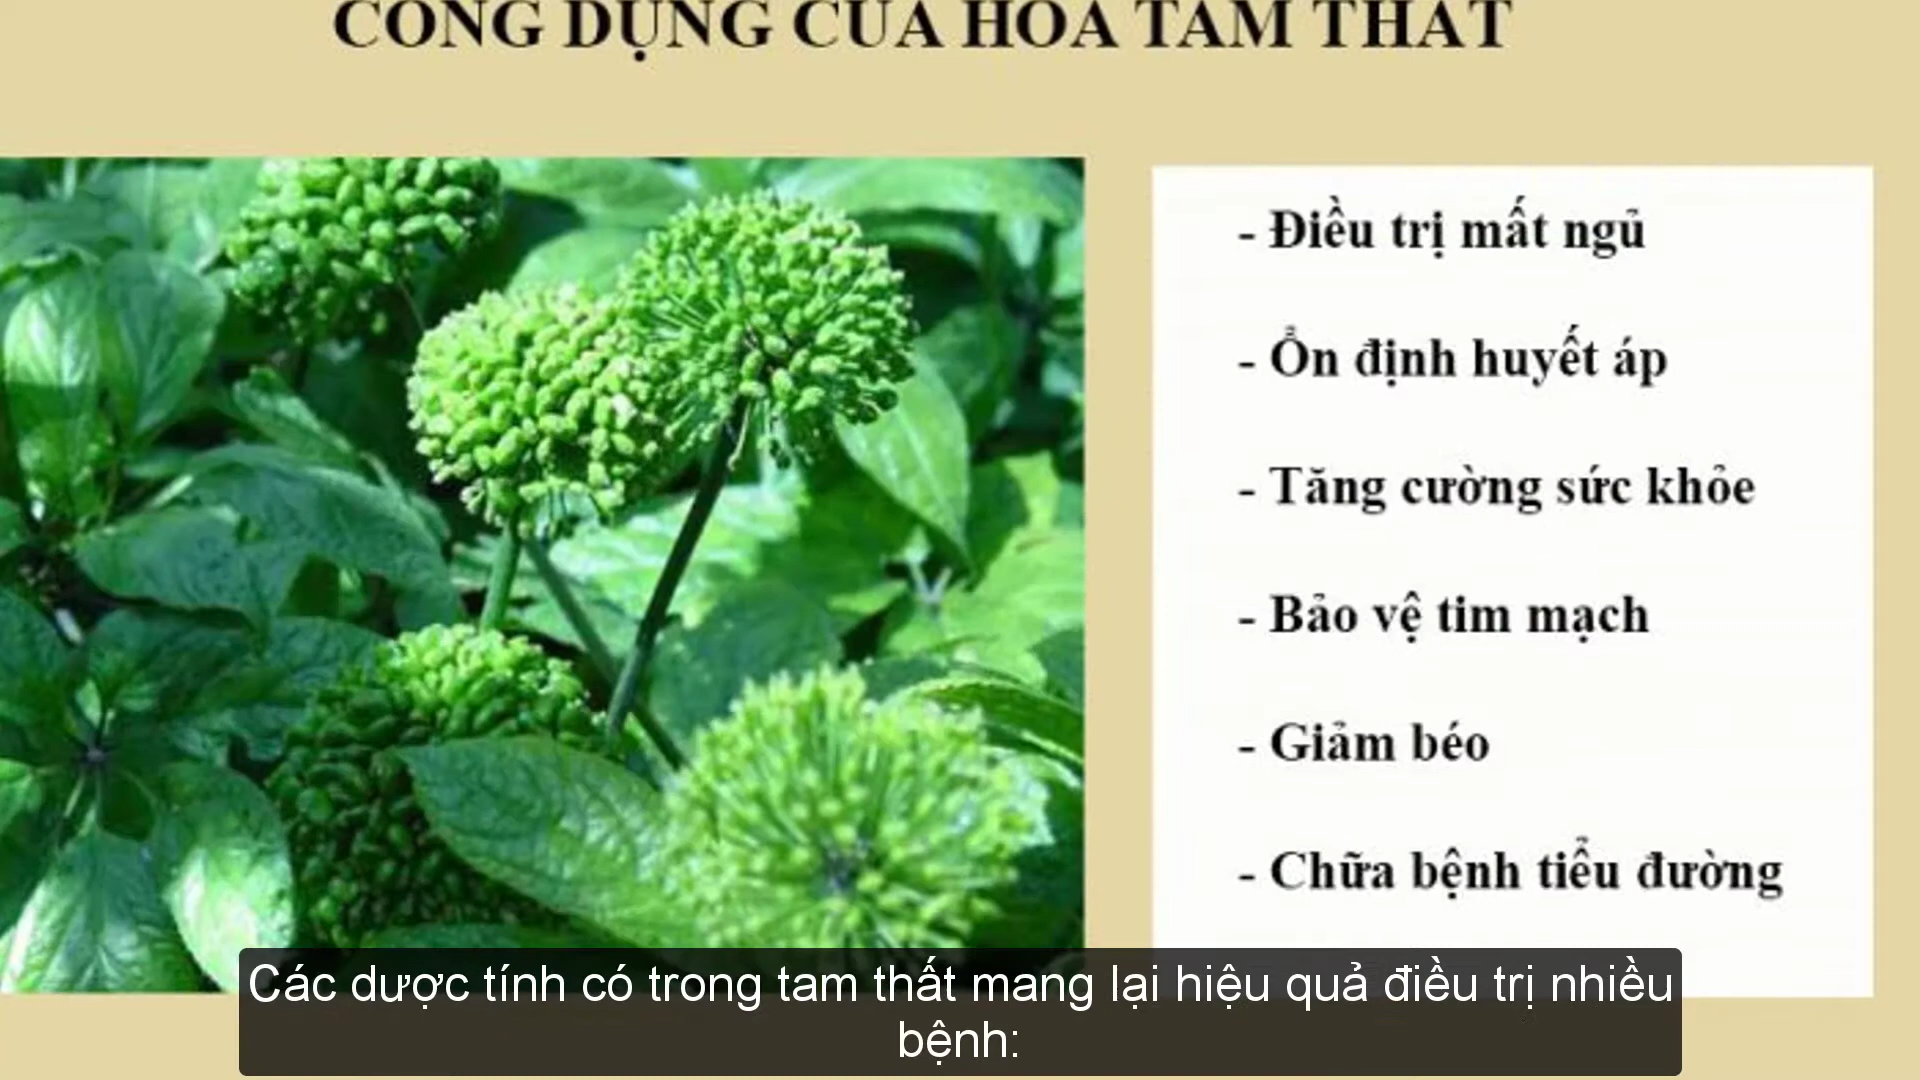 CÔNG DỤNG CỦA HOA TAM THẤT
- Điều trị mất ngủ
- Ổn định huyết áp
- Tăng cường sức khỏe
- Bảo vệ tim mạch
- Giảm béo
- Chữa bệnh tiểu đường
Các dược tính có trong tam thất mang lại hiệu quả điều trị nhiều
bệnh: